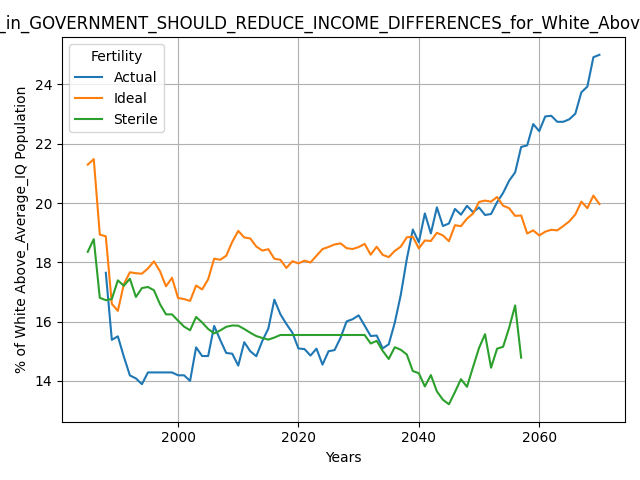 _in_GOVERNMENT_SHOULD_REDUCE_INCOME_DIFFERENCES_for_White_Abov
Fertility
Actual
Ideal
Sterile
% of White Above_Average_IQ Population
24
22
20
18
16
14
2000
2020
2040
2060
Years